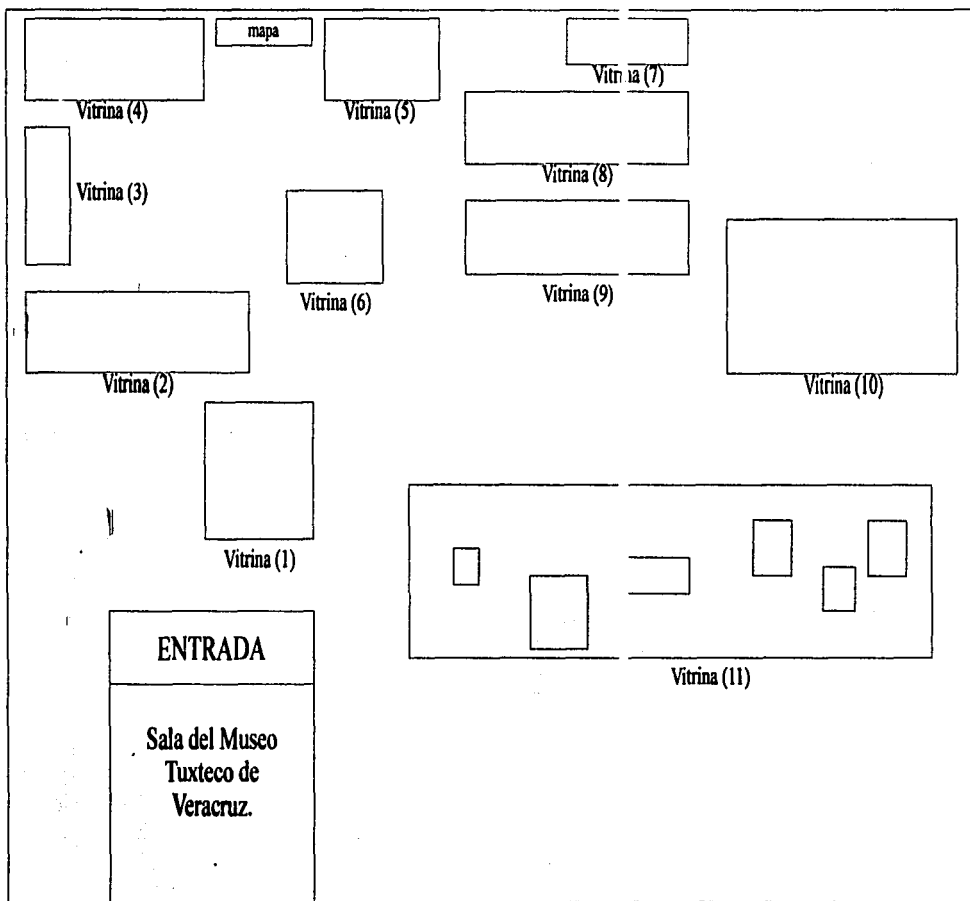 mapa
Vitrina (4)
Vitrina (5)
Vitrina (7)
Vitrina (8)
Vitrina (3)
Vitrina (6)
Vitrina (9)
Vitrina (2)
Vitrina (10)
Vitrina (1)
ENTRADA
Vitrina (11)
Sala del Museo
Tuxteco de
Veracruz.